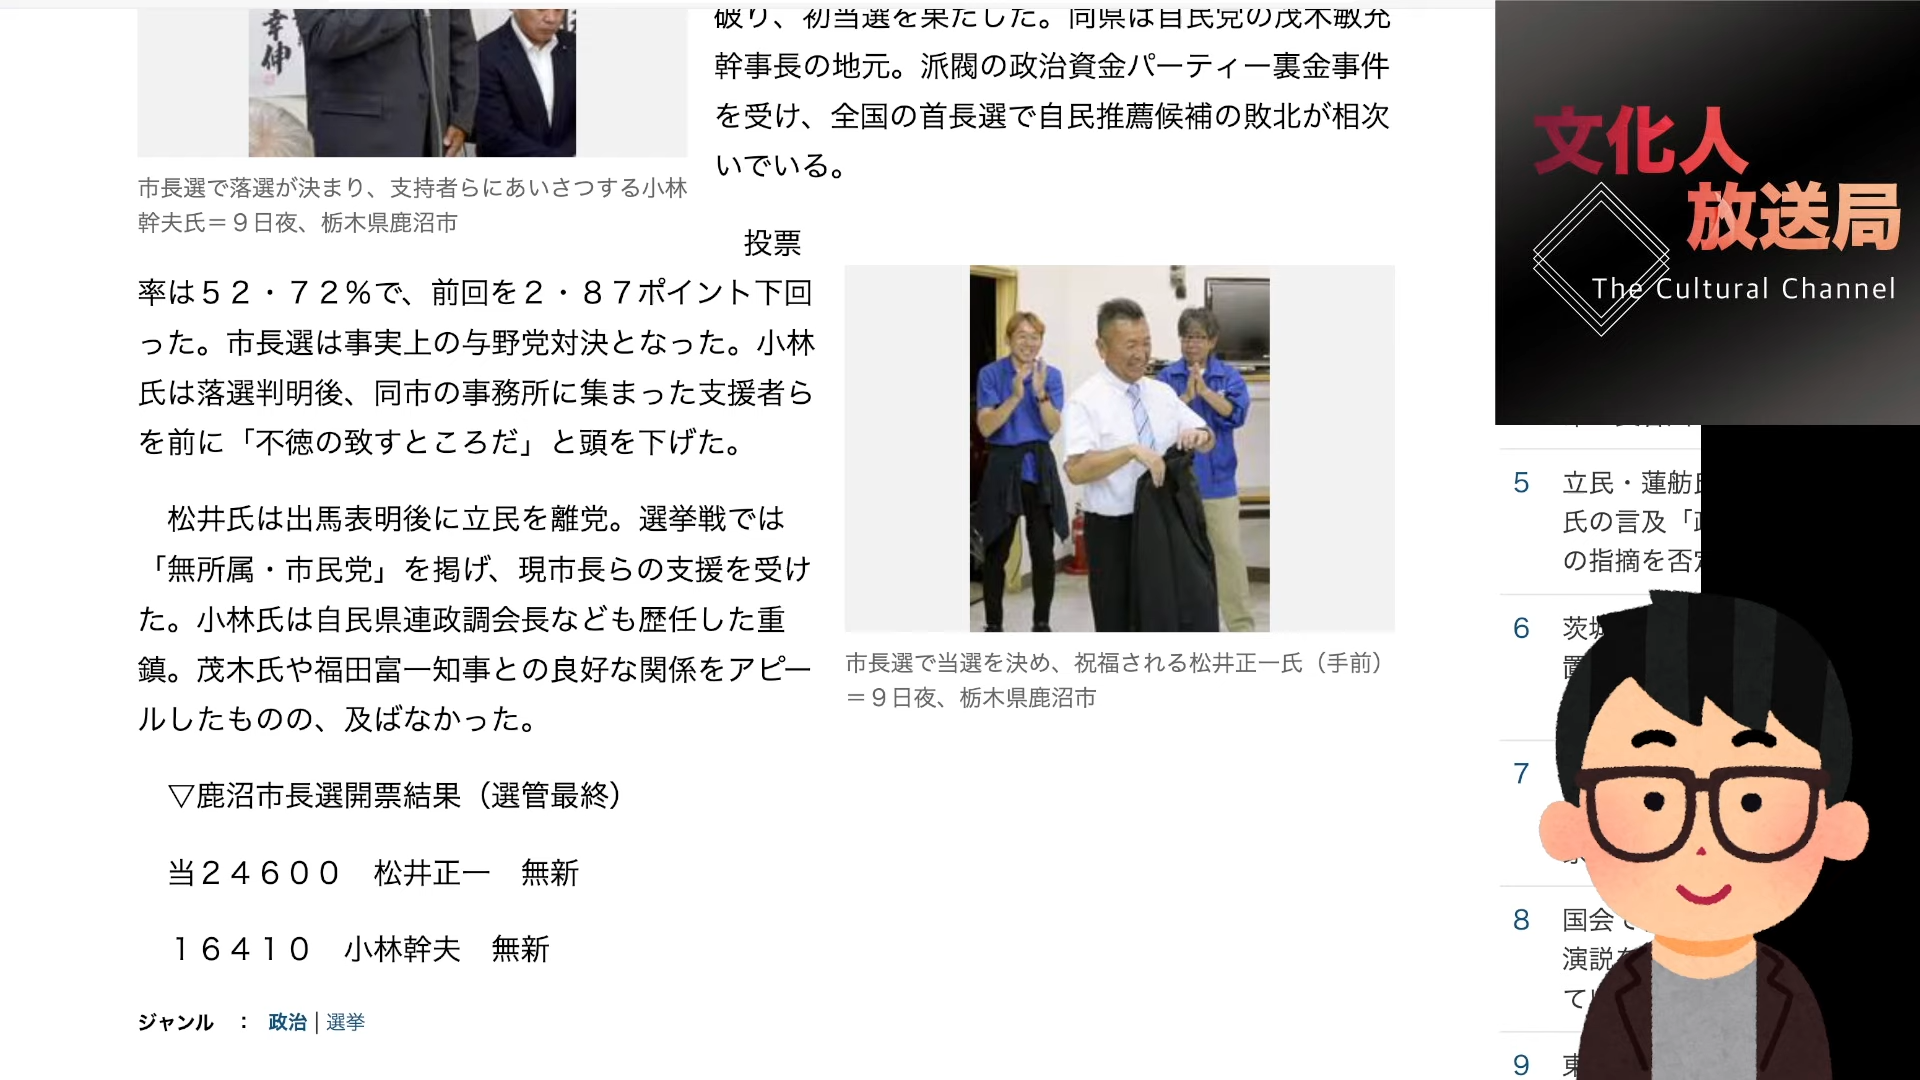 幸伸
市長選で落選が決まり、支持者らにあいさつする小林
幹夫氏＝９日夜、栃木県鹿沼市
破り、初当選を果たした。同県は自民党の茂木敏充
幹事長の地元。派閥の政治資金パーティー裏金事件
を受け、全国の首長選で自民推薦候補の敗北が相次
いでいる。
投票
率は５２・７２％で、前回を２・８７ポイント下回
った。市長選は事実上の与野党対決となった。小林
氏は落選判明後、同市の事務所に集まった支援者ら
を前に「不徳の致すところだ」と頭を下げた。
松井氏は出馬表明後に立民を離党。選挙戦では
「無所属・市民党」を掲げ、現市長らの支援を受け
た。小林氏は自民県連政調会長なども歴任した重
鎮。茂木氏や福田富一知事との良好な関係をアピー
ルしたものの、及ばなかった。
市長選で当選を決め、祝福される松井正一氏（手前）
＝９日夜、栃木県鹿沼市
▽鹿沼市長選開票結果（選管最終）
当２４６００　松井正一　無新
１６４１０　小林幹夫　無新
ジャンル　：　政治｜選挙
文化人
放送局
The Cultural Channel
5　立民・蓮舫
氏の言及「
の指摘を否
6　茨
置
7
8　国会
演説
て
9　東